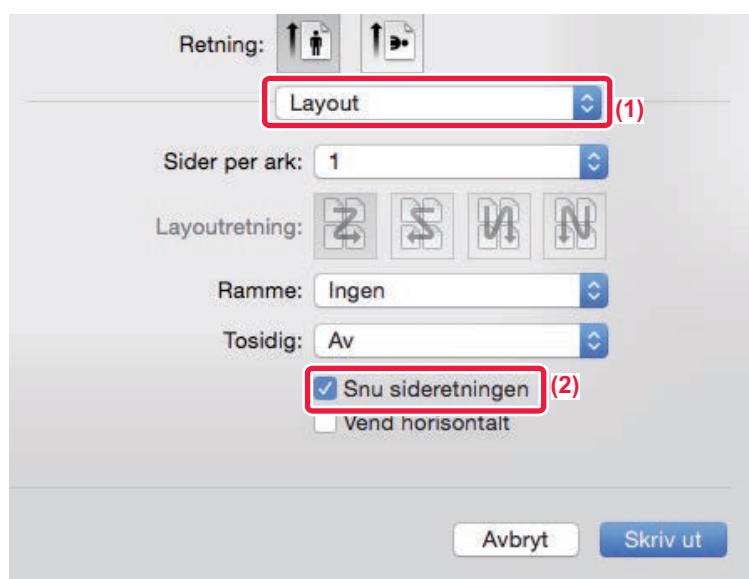 Retning:
Layout
(1)
Sider per ark: 1
Layoutretning:
Ramme: Ingen
Tosidig: Av
Snu sideretningen
(2)
Vend horisontalt
Avbryt Skriv ut